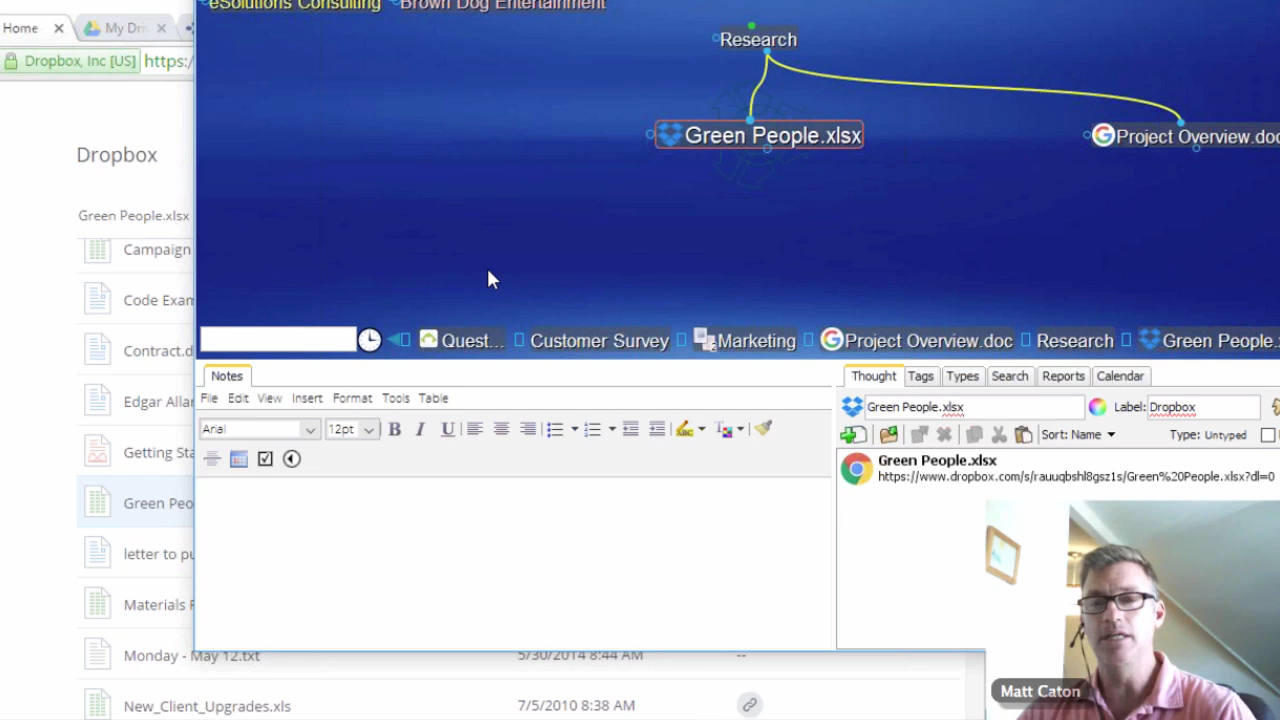 eSolutions Consulting
Brown Dog Entertainment
Home
My Dri
Dropbox, Inc [US]
https:/
Research
Green People.xlsx
Project Overview.doc
Dropbox
Green People.xlsx
Campaign
Code Exam
Contract.d
Edgar Allan
Getting Sta
Green Peo
letter to pu
Materials
Monday - May 12.txt 5/30/2014 8:44 AM --
New_Client_Upgrades.xls 7/5/2010 8:38 AM
Quest... Customer Survey Marketing Project Overview.doc Research Green People.
Notes
File Edit View Insert Format Tools Table
Arial 12pt B I U
Thought Tags Types Search Reports Calendar
Green People.xlsx Label: Dropbox
Sort: Name Type: Untyped
Green People.xlsx
https://www.dropbox.com/s/rauuqbshl8gsz1s/Green%20People.xlsx?dl=0
Matt Caton